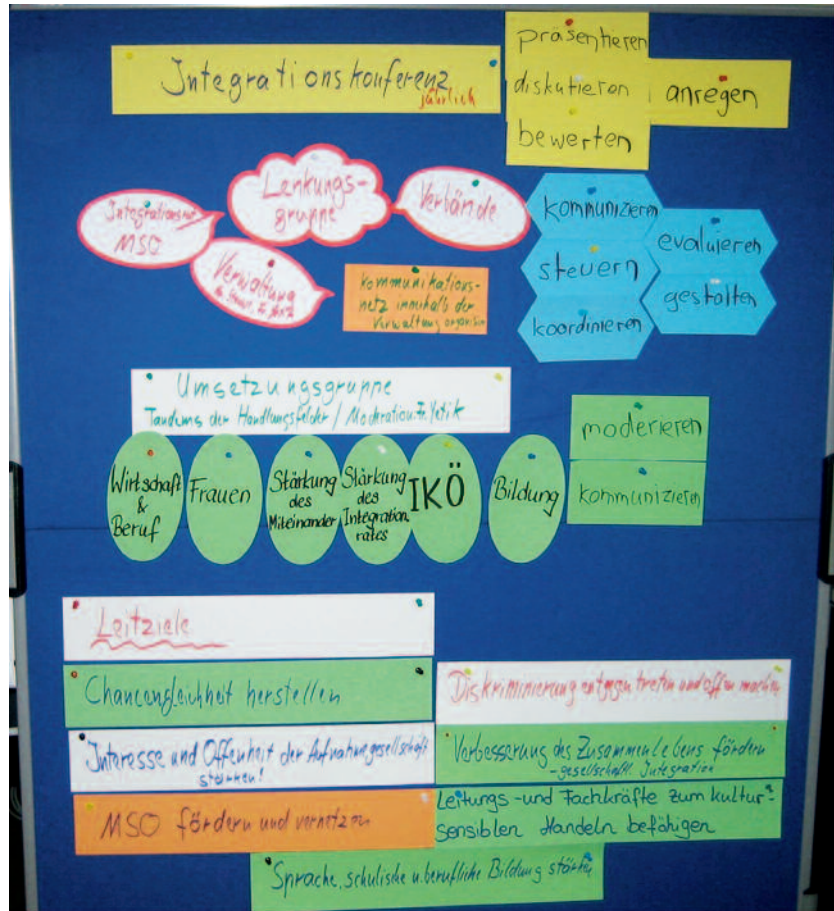 Integrationskonferenz
jährlich
präsentieren
diskutieren
bewerten
anregen
Integrationsrat
MSO
Lenkungs-
gruppe
Verbände
Verwaltung
kommunikations-
netz innerhalb der
Verwaltung
kommunizieren
steuern
koordinieren
evaluieren
gestalten
Umsetzungsgruppe
Tandems der Handlungsfelder / Moderation: Fr. Yetik
Wirtschaft
&
Beruf
Frauen
Stärkung
des
Miteinander
Stärkung
des
Integration
rates
IKÖ
Bildung
moderieren
kommunizieren
Leitziele
Chancengleichheit herstellen
Interesse und Offenheit der Aufnahmegesellschaft
stärken!
MSO fördern und vernetzen
Diskriminierung entgegen treten und offen machen
Verbesserung des Zusammenlebens fördern
-gesellschaftl. Integration
Leitungs- und Fachkräfte zum kultur-
sensiblen Handeln befähigen
Sprache, schulische u. berufliche Bildung stärken